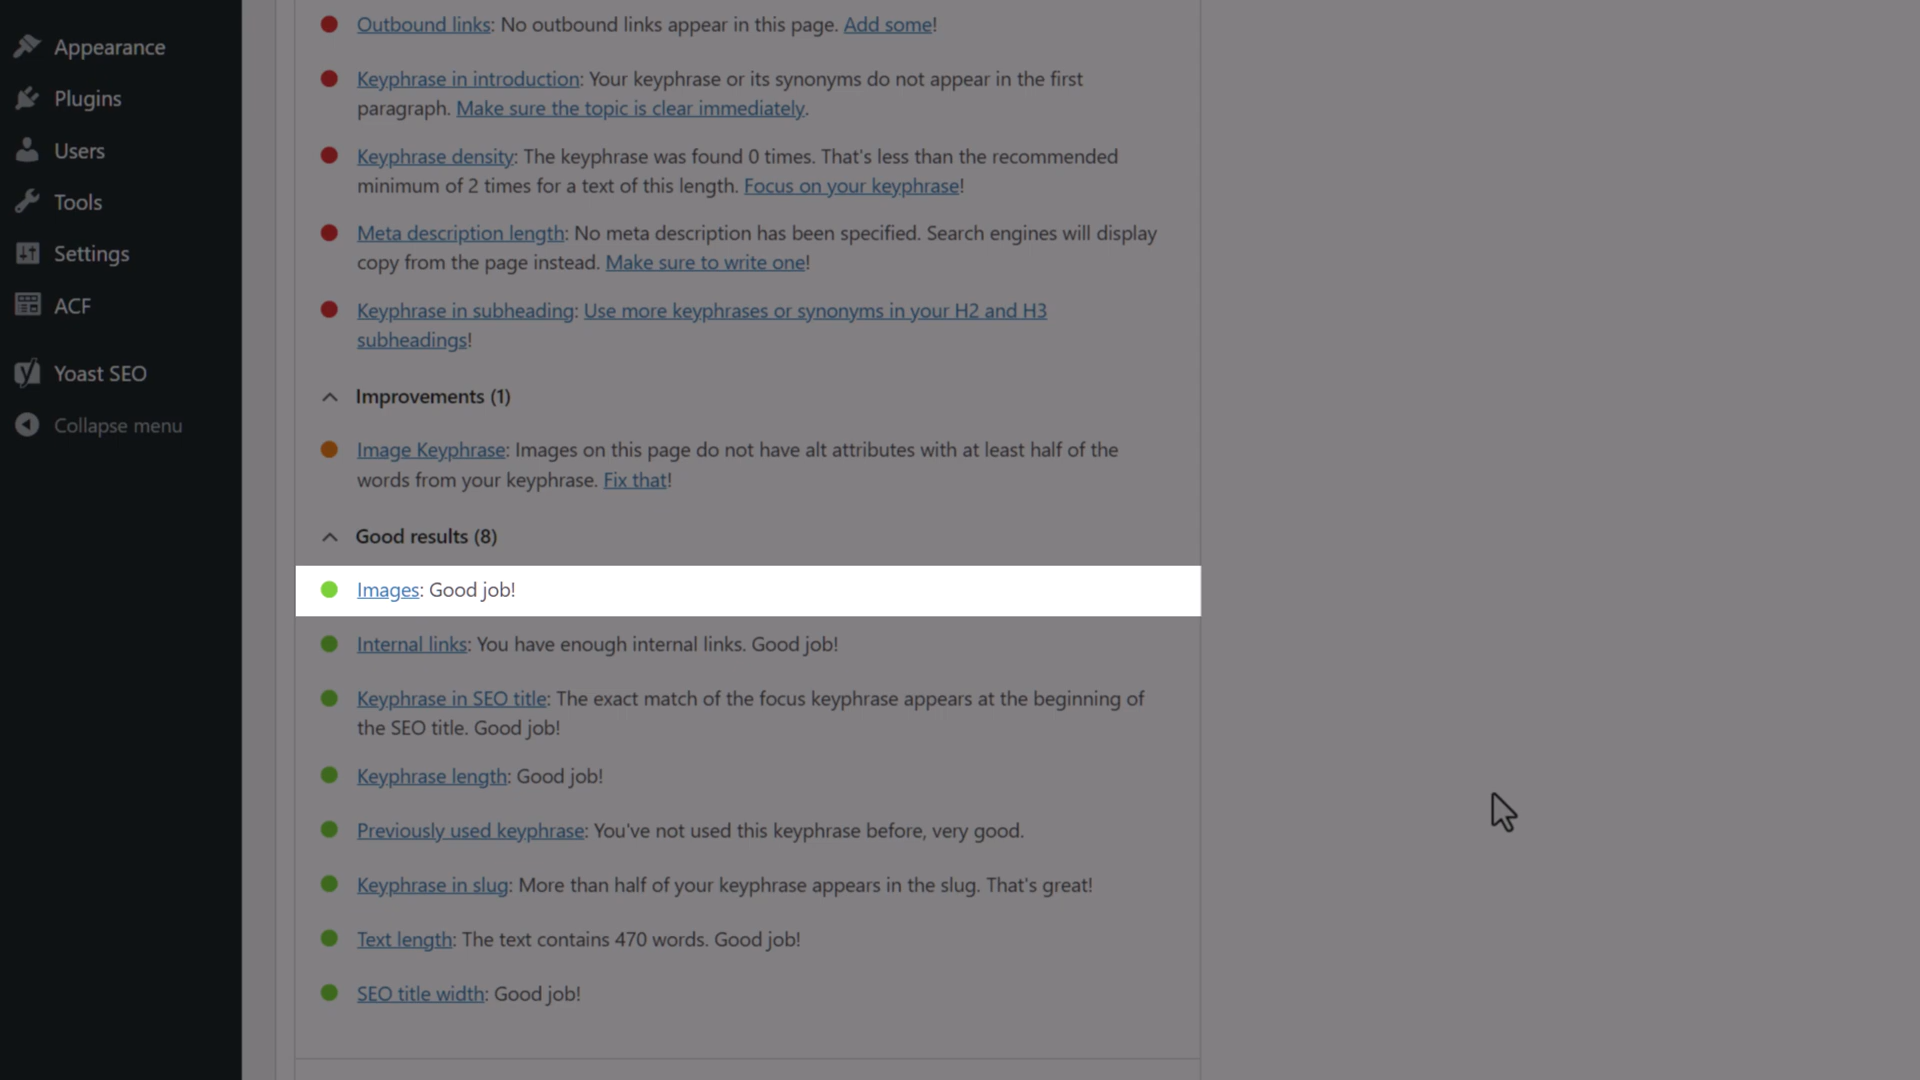 Appearance
Plugins
Users
Tools
Settings
ACF
Yoast SEO
Collapse menu
Outbound links: No outbound links appear in this page. Add some!
Keyphrase in introduction: Your keyphrase or its synonyms do not appear in the first
paragraph. Make sure the topic is clear immediately.
Keyphrase density: The keyphrase was found 0 times. That's less than the recommended
minimum of 2 times for a text of this length. Focus on your keyphrase!
Meta description length: No meta description has been specified. Search engines will display
copy from the page instead. Make sure to write one!
Keyphrase in subheading: Use more keyphrases or synonyms in your H2 and H3
subheadings!
Improvements (1)
Image Keyphrase: Images on this page do not have alt attributes with at least half of the
words from your keyphrase. Fix that!
Good results (8)
Images: Good job!
Internal links: You have enough internal links. Good job!
Keyphrase in SEO title: The exact match of the focus keyphrase appears at the beginning of
the SEO title. Good job!
Keyphrase length: Good job!
Previously used keyphrase: You've not used this keyphrase before, very good.
Keyphrase in slug: More than half of your keyphrase appears in the slug. That's great!
Text length: The text contains 470 words. Good job!
SEO title width: Good job!